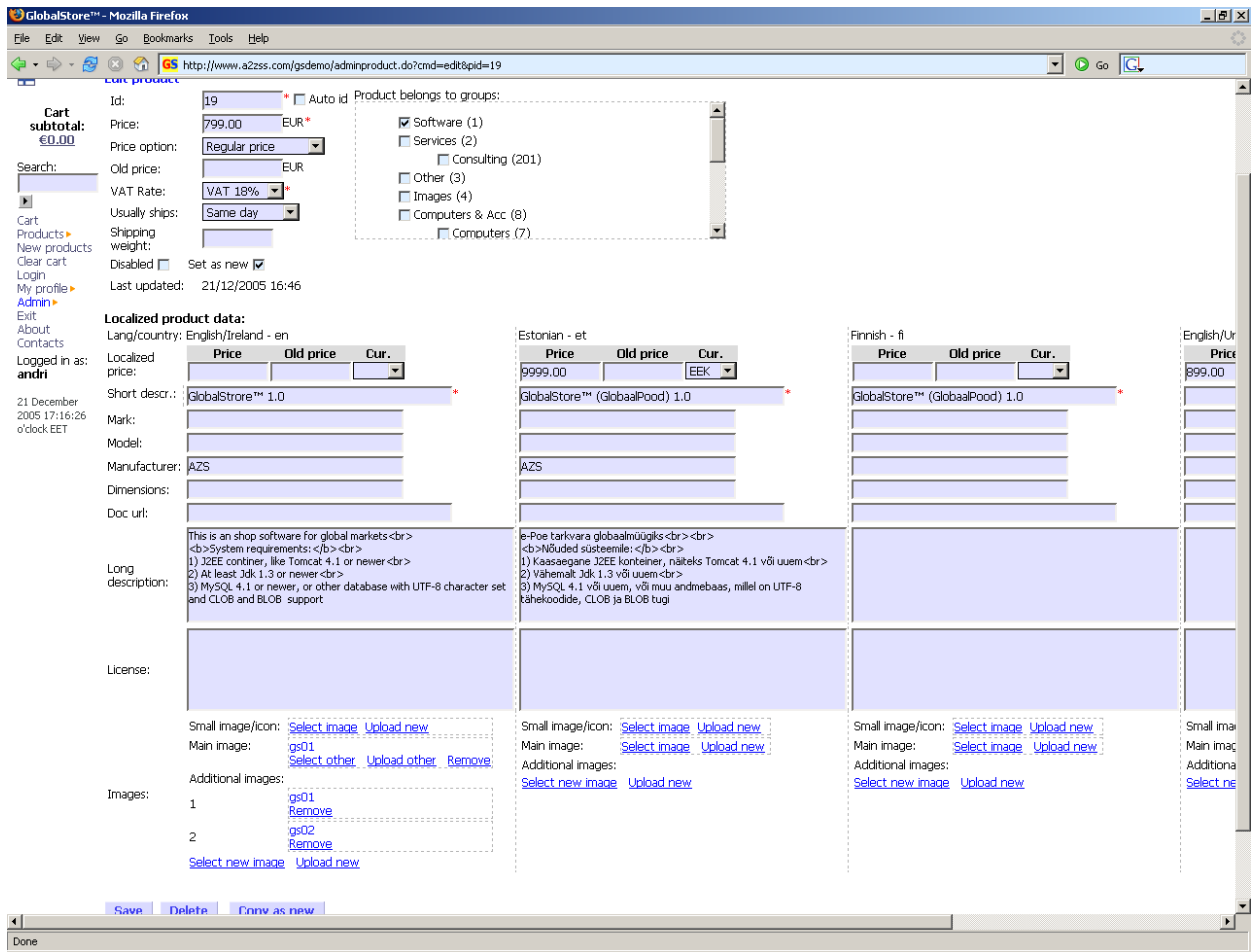 GlobalStore™ - Mozilla Firefox
File Edit View Go Bookmarks Tools Help
GS http://www.a2zss.com/gsdemo/adminproduct.do?cmd=edit&pid=19 Go G
Edit product
Cart
subtotal:
€0.00
Search:
Cart
Products
New products
Clear cart
Login
My profile
Admin
Exit
About
Contacts
Logged in as:
andri
21 December
2005 17:16:26
o'clock EET
Id: 19 * Auto id
Price: 799.00 EUR*
Price option: Regular price
Old price: EUR
VAT Rate: VAT 18% *
Usually ships: Same day
Shipping
weight:
Disabled Set as new
Last updated: 21/12/2005 16:46
Product belongs to groups:
Software (1)
Services (2)
Consulting (201)
Other (3)
Images (4)
Computers & Acc (8)
Computers (7)
Localized product data:
Lang/country: English/Ireland - en Estonian - et Finnish - fi English/Un
Localized
price:
Price Old price Cur. Price Old price Cur. Price Old price Cur. Price
9999.00 EEK 899.00
Short descr.: GlobalStrore™ 1.0 * GlobalStore™ (GlobaalPood) 1.0 * GlobalStore™ (GlobaalPood) 1.0 *
Mark:
Model:
Manufacturer: AZS AZS
Dimensions:
Doc url:
Long
description:
This is an shop software for global markets<br>
<b>System requirements:</b><br>
1) J2EE continer, like Tomcat 4.1 or newer<br>
2) At least Jdk 1.3 or newer<br>
3) MySQL 4.1 or newer, or other database with UTF-8 character set
and CLOB and BLOB support
e-Poe tarkvara globaalmüügiks<br><br>
<b>Nõuded süsteemile:</b><br>
1) Kaasaegane J2EE konteiner, näiteks Tomcat 4.1 või uuem<br>
2) Vähemalt Jdk 1.3 või uuem<br>
3) MySQL 4.1 või uuem, või muu andmebaas, millel on UTF-8
tähekoodide, CLOB ja BLOB tugi
License:
Images:
Small image/icon: Select image Upload new
Main image: gs01
Select other Upload other Remove
Additional images:
1 gs01
Remove
2 gs02
Remove
Select new image Upload new
Small image/icon: Select image Upload new
Main image: Select image Upload new
Additional images:
Select new image Upload new
Small image/icon: Select image Upload new
Main image: Select image Upload new
Additional images:
Select new image Upload new
Small ima
Main imag
Additiona
Select ne
Save Delete Copy as new
Done